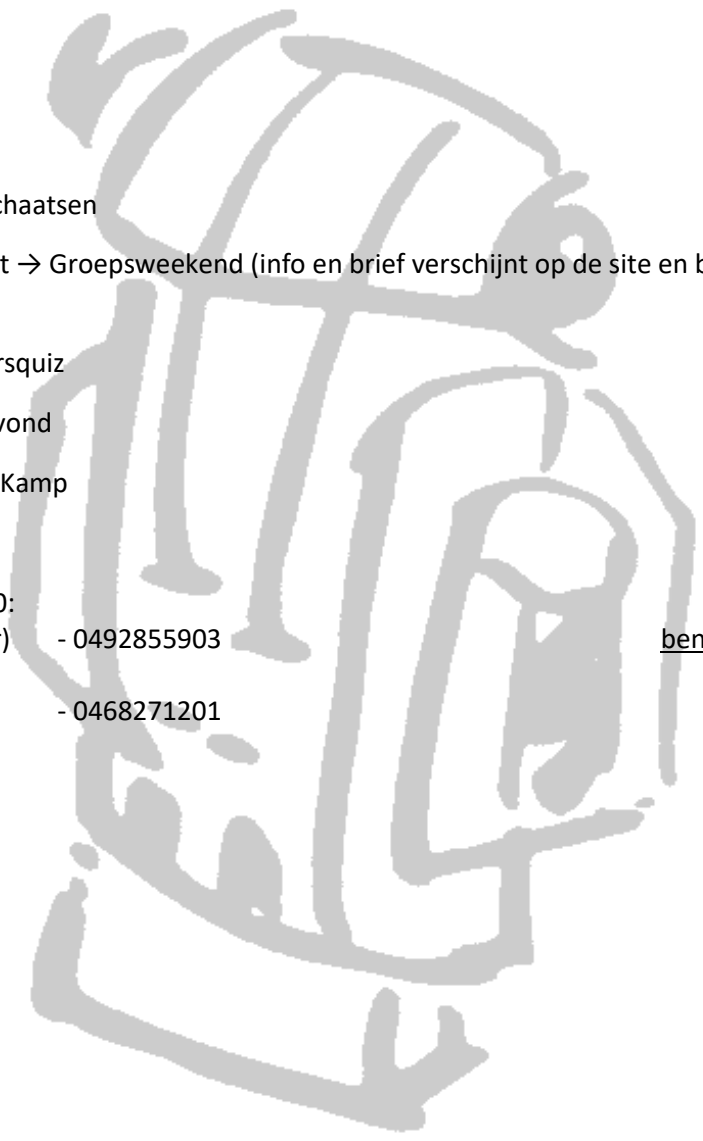 chaatsen
t → Groepsweekend (info en brief verschijnt op de site en b
rsquiz
vond
Kamp
0:
) - 0492855903 ben
- 0468271201